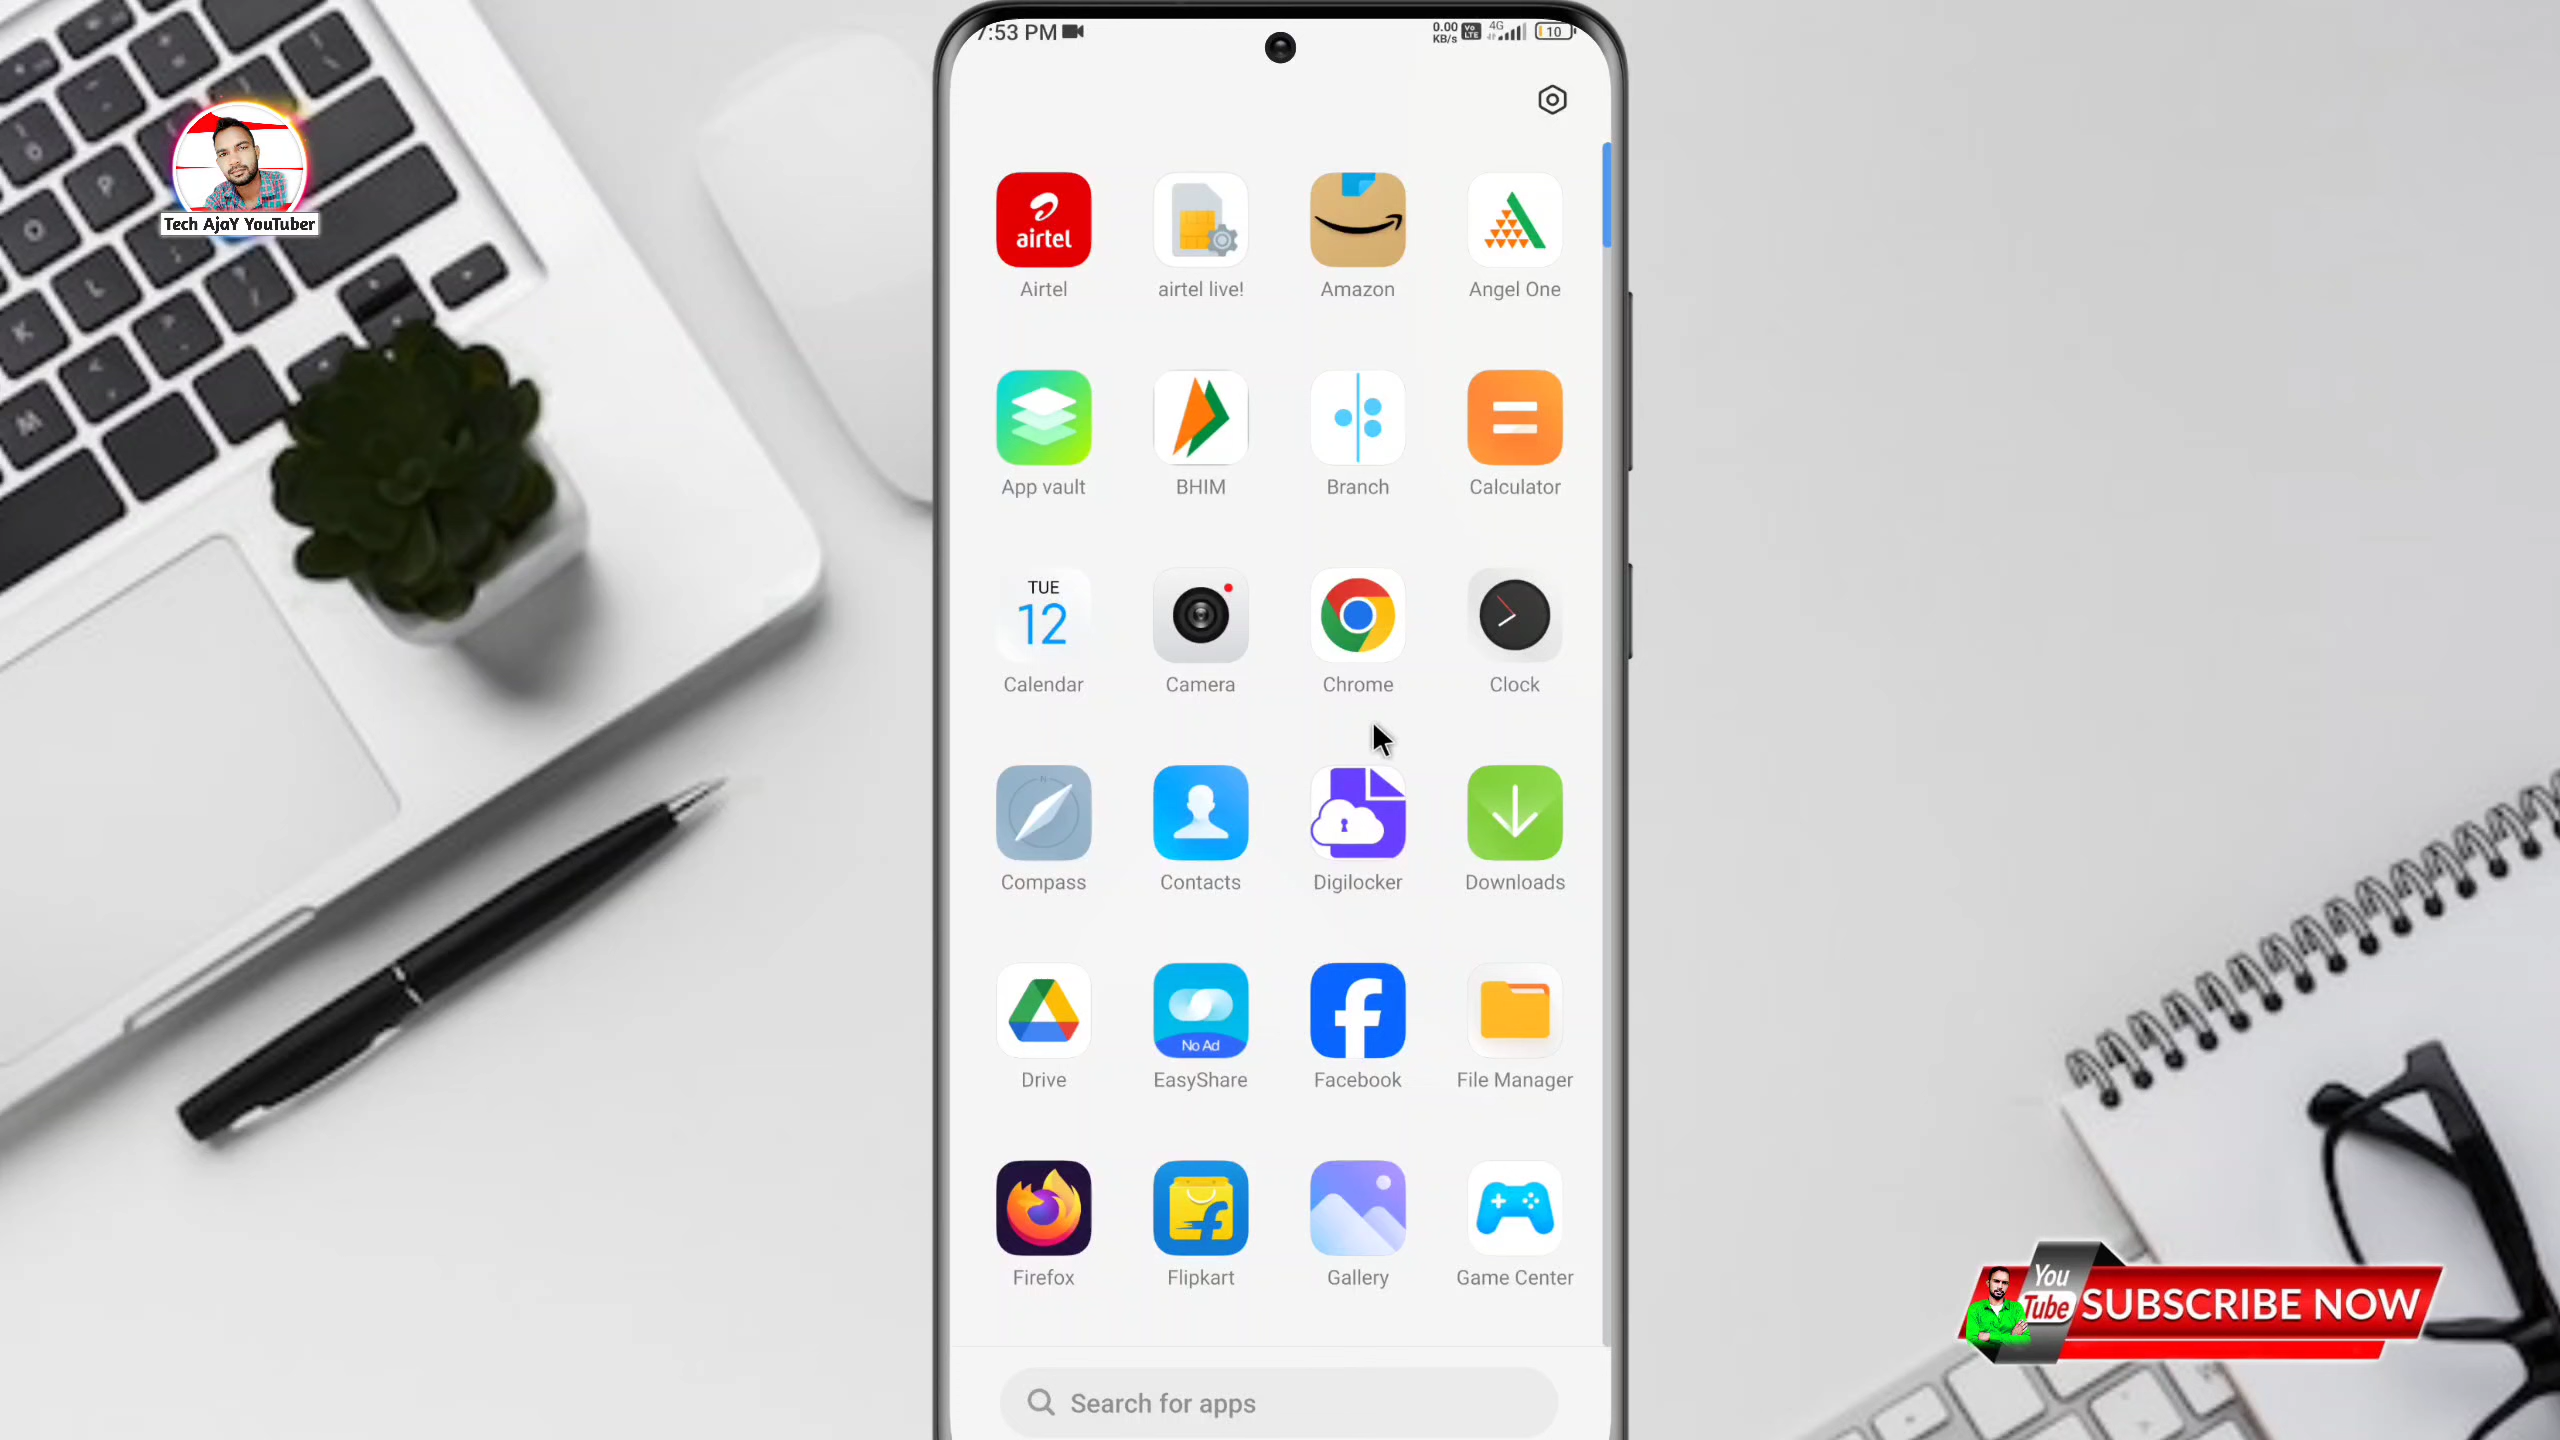 7:53 PM
0.00
KB/s
Vo
LTE
4G
10
Tech AjaY YouTuber
airtel
Airtel
airtel live!
Amazon
Angel One
App vault
BHIM
Branch
Calculator
TUE
12
Calendar
Camera
Chrome
Clock
N
Compass
Contacts
Digilocker
Downloads
Drive
No Ad
EasyShare
Facebook
File Manager
Firefox
Flipkart
Gallery
Game Center
Search for apps
You
Tube
SUBSCRIBE NOW